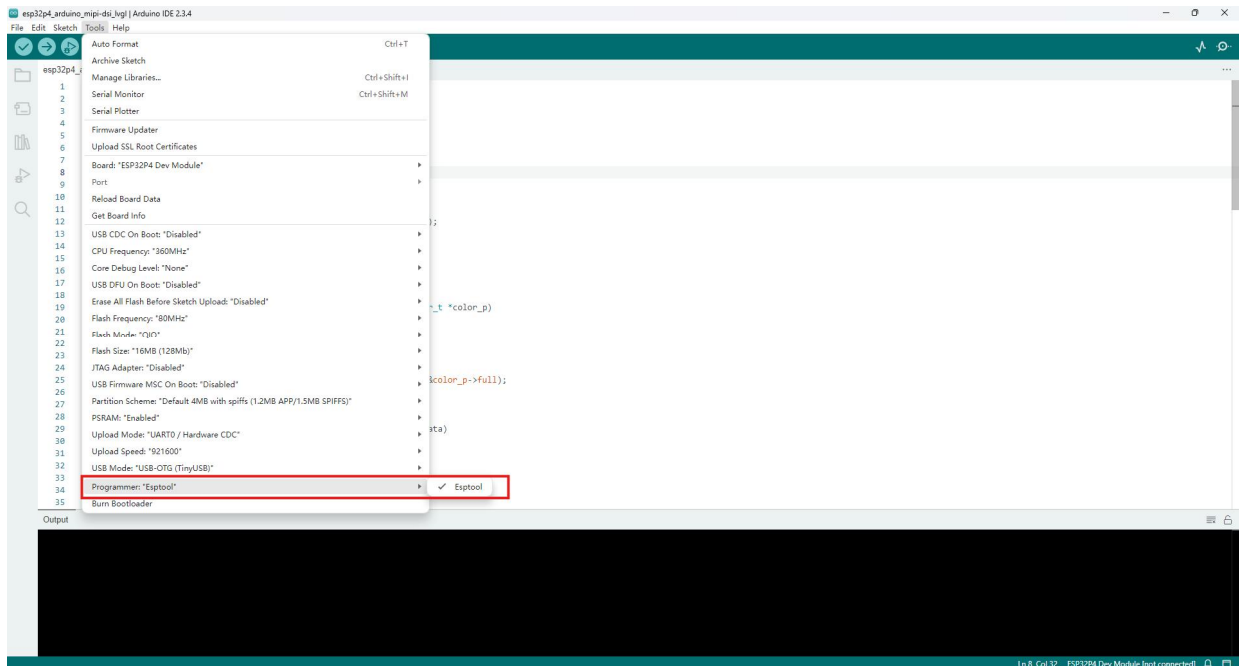 esp32p4_arduino_mipi-dsi_lvgl | Arduino IDE 2.3.4
File Edit Sketch Tools Help
Auto Format Ctrl+T
Archive Sketch
Manage Libraries... Ctrl+Shift+I
Serial Monitor Ctrl+Shift+M
Serial Plotter
Firmware Updater
Upload SSL Root Certificates
Board: "ESP32P4 Dev Module"
Port
Reload Board Data
Get Board Info
USB CDC On Boot: "Disabled"
CPU Frequency: "360MHz"
Core Debug Level: "None"
USB DFU On Boot: "Disabled"
Erase All Flash Before Sketch Upload: "Disabled"
Flash Frequency: "80MHz"
Flash Mode: "QIO"
Flash Size: "16MB (128Mb)"
JTAG Adapter: "Disabled"
USB Firmware MSC On Boot: "Disabled"
Partition Scheme: "Default 4MB with spiffs (1.2MB APP/1.5MB SPIFFS)"
PSRAM: "Enabled"
Upload Mode: "UART0 / Hardware CDC"
Upload Speed: "921600"
USB Mode: "USB-OTG (TinyUSB)"
Programmer: "Esptool" ✓ Esptool
Burn Bootloader
esp32p4_a
1
2
3
4
5
6
7
8
9
10
11
12 );
13
14
15
16
17
18
19 r_t *color_p)
20
21
22
23
24
25 &color_p->full);
26
27
28
29 ata)
30
31
32
33
34
35
Output
Ln 8, Col 32 ESP32P4 Dev Module [not connected]